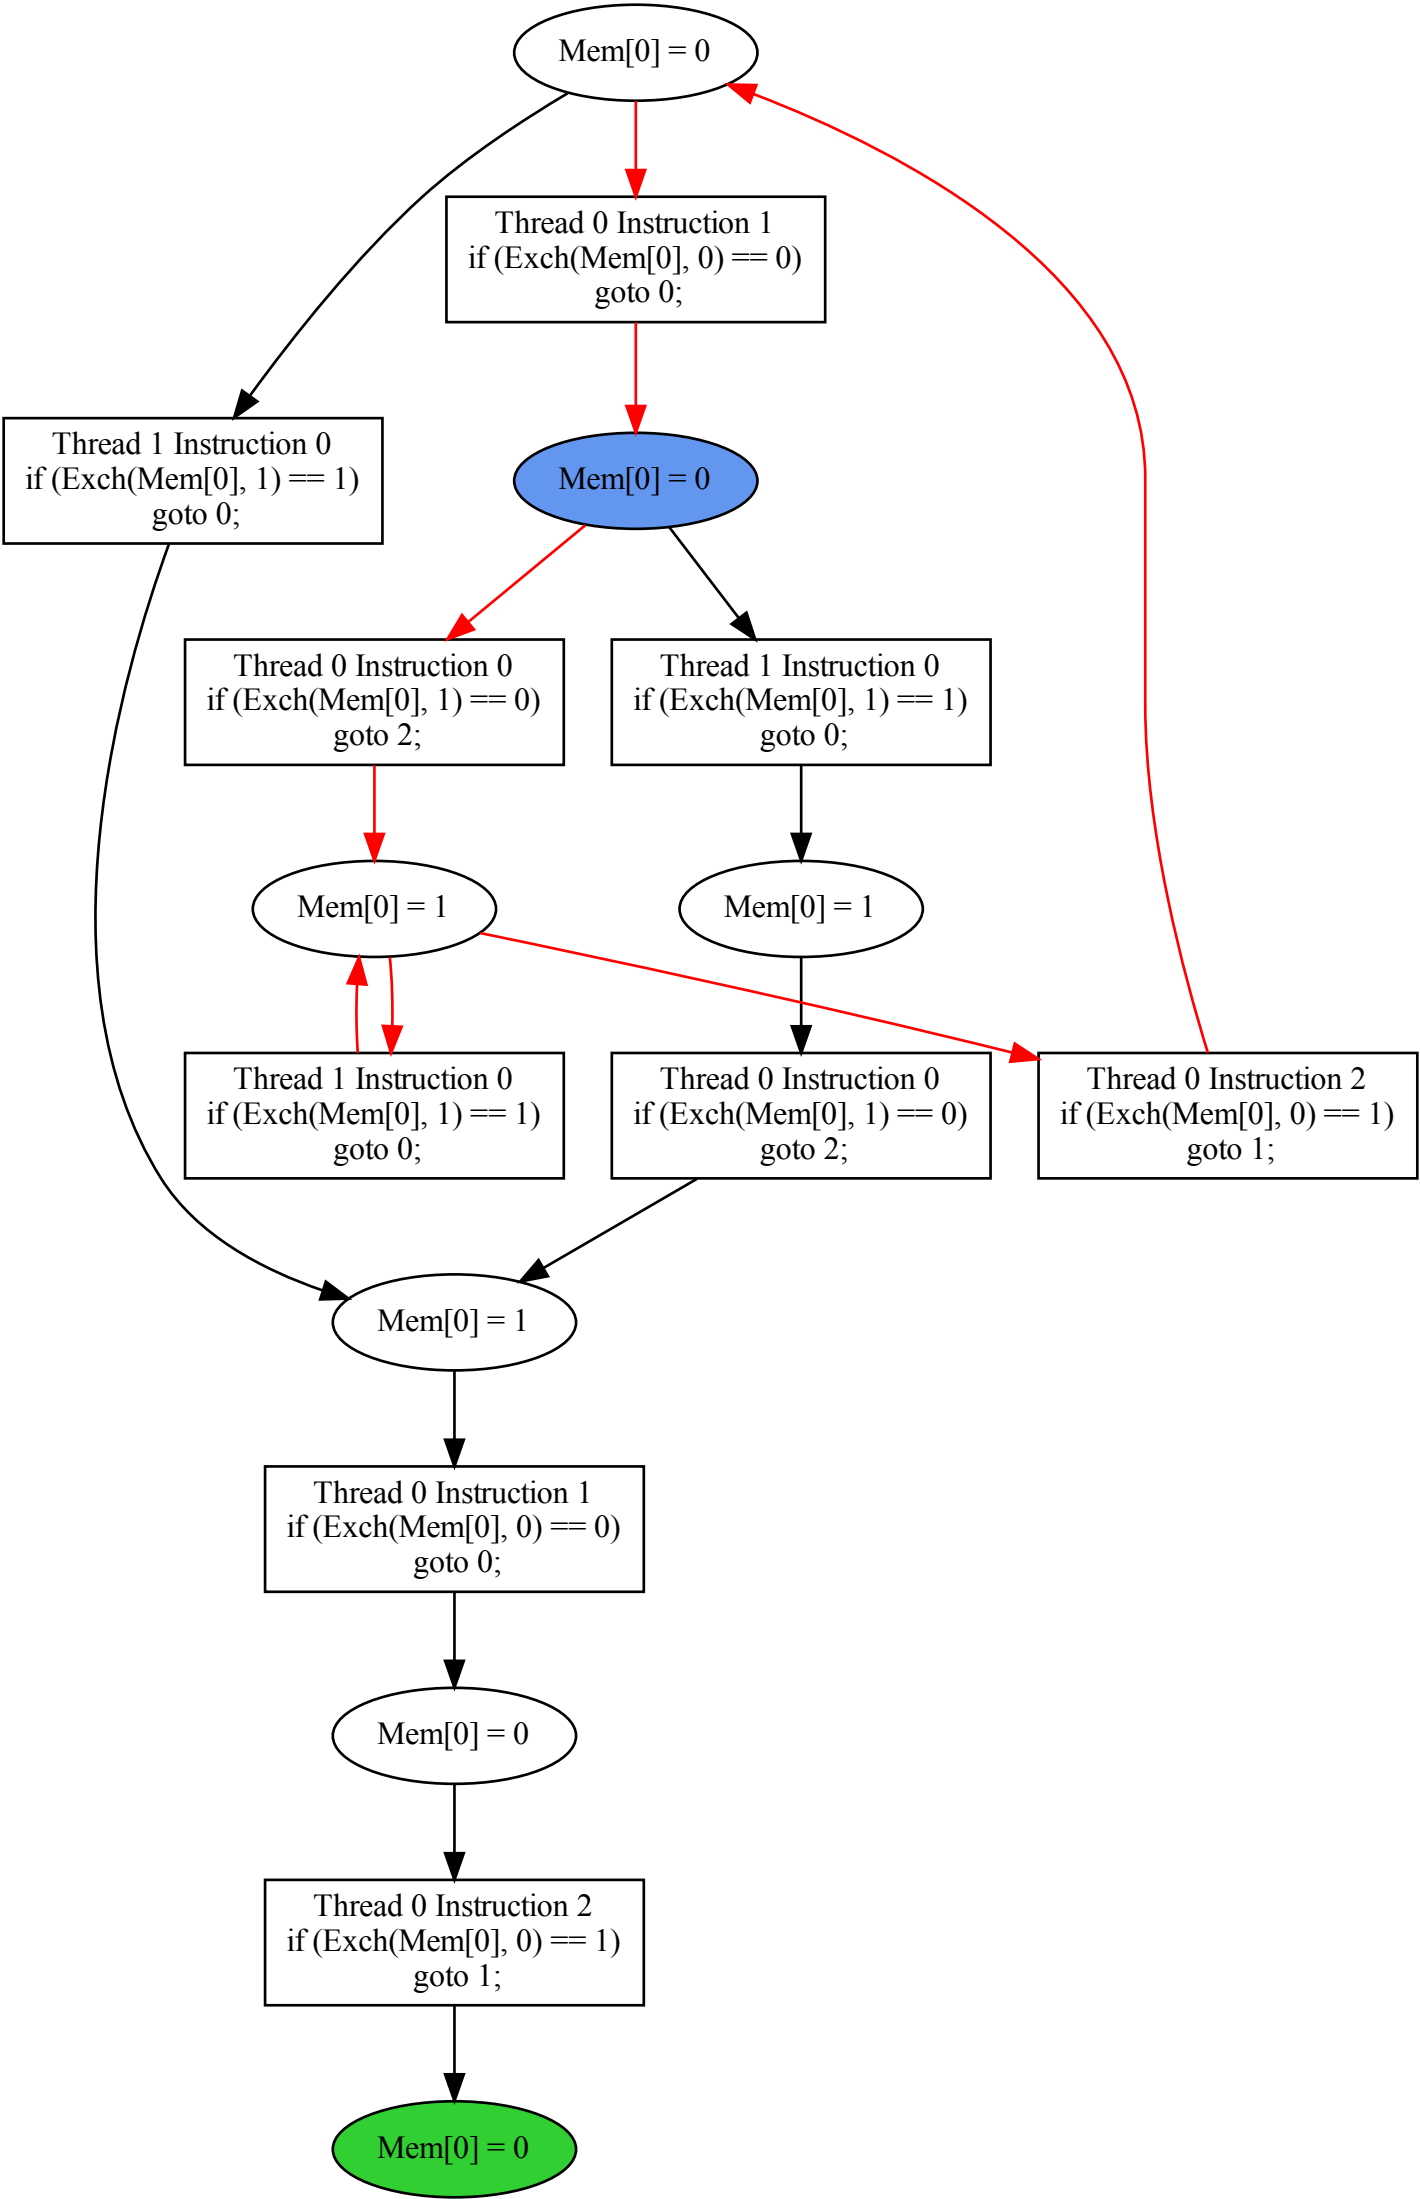 Mem[0] = 0
Thread 0 Instruction 1
if (Exch(Mem[0], 0) == 0)
goto 0;
Thread 1 Instruction 0
if (Exch(Mem[0], 1) == 1)
goto 0;
Mem[0] = 0
Thread 0 Instruction 0
if (Exch(Mem[0], 1) == 0)
goto 2;
Thread 1 Instruction 0
if (Exch(Mem[0], 1) == 1)
goto 0;
Mem[0] = 1
Mem[0] = 1
Thread 1 Instruction 0
if (Exch(Mem[0], 1) == 1)
goto 0;
Thread 0 Instruction 0
if (Exch(Mem[0], 1) == 0)
goto 2;
Thread 0 Instruction 2
if (Exch(Mem[0], 0) == 1)
goto 1;
Mem[0] = 1
Thread 0 Instruction 1
if (Exch(Mem[0], 0) == 0)
goto 0;
Mem[0] = 0
Thread 0 Instruction 2
if (Exch(Mem[0], 0) == 1)
goto 1;
Mem[0] = 0